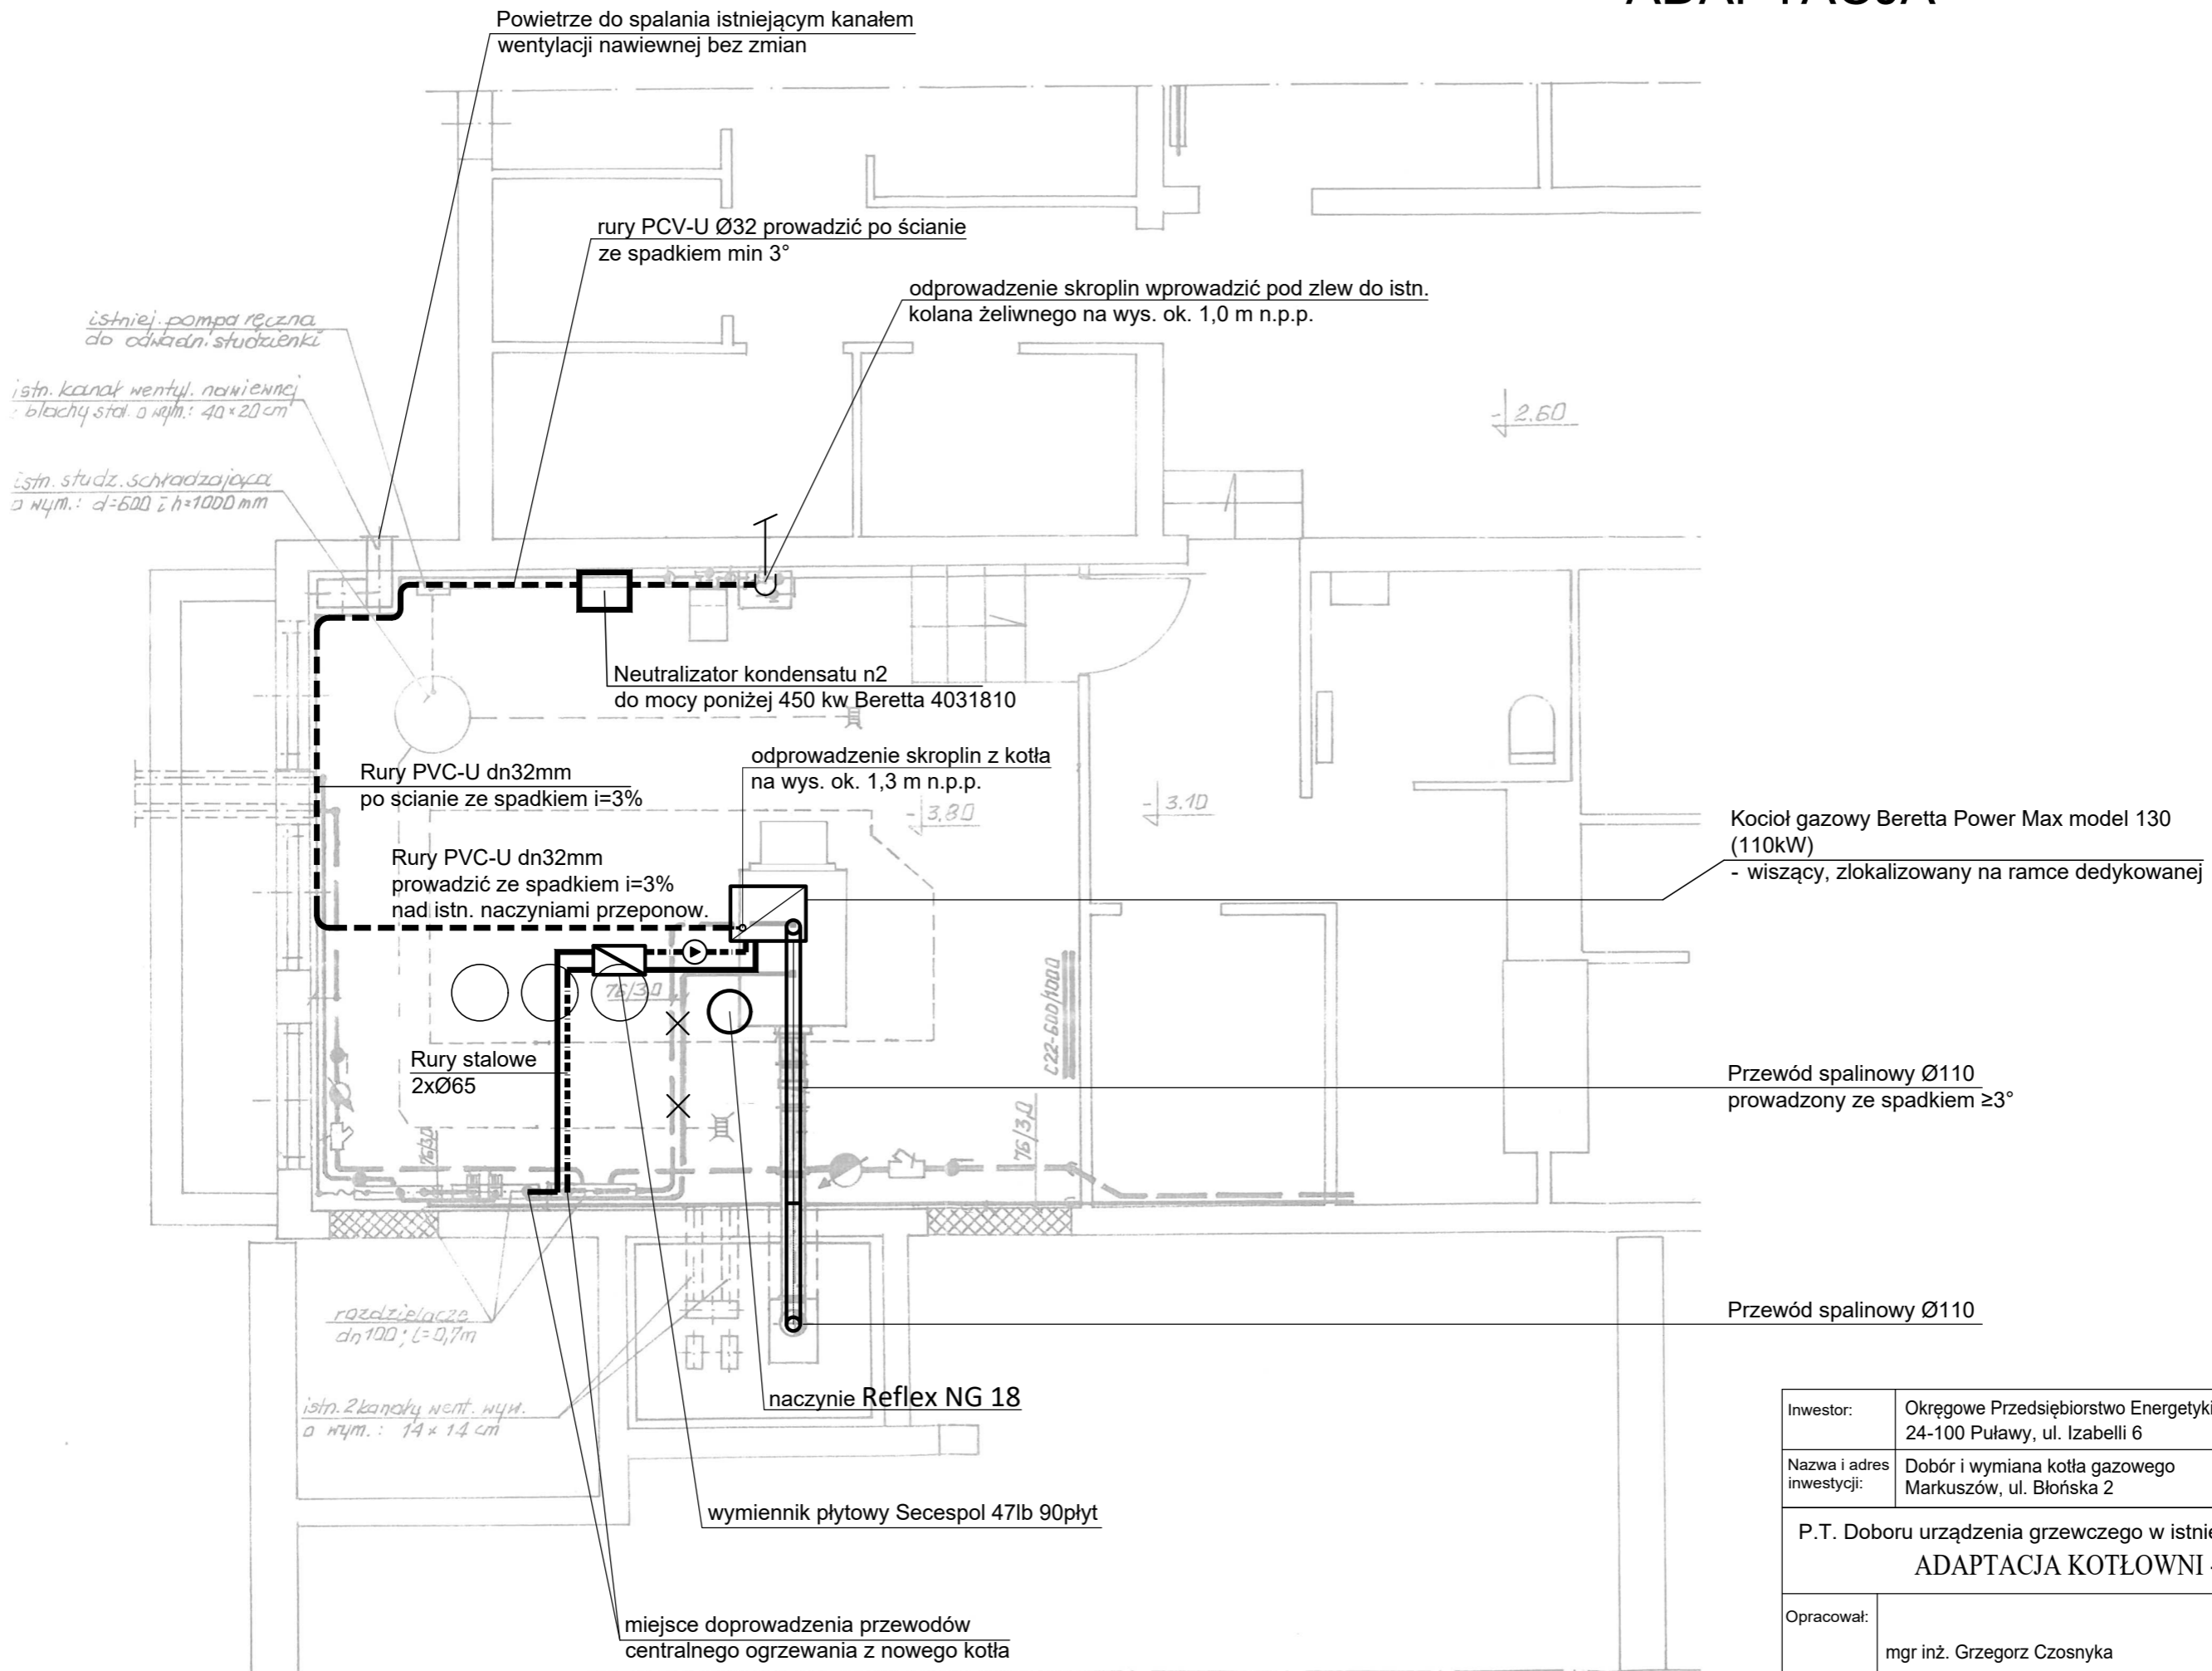 Powietrze do spalania istniejącym kanałem
wentylacji nawiewnej bez zmian
rury PCV-U Ø32 prowadzić po ścianie
ze spadkiem min 3°
odprowadzenie skroplin wprowadzić pod zlew do istn.
kolana żeliwnego na wys. ok. 1,0 m n.p.p.
istniej. pompa ręczna
do odwadn. studzienki
istn. kanał wentyl. nawiewnej
blachy stal. o wym.: 40 x 20 cm
istn. studz. schładzająca
o wym.: d=600 i h=1000 mm
-2.60
Neutralizator kondensatu n2
do mocy poniżej 450 kw Beretta 4031810
odprowadzenie skroplin z kotła
na wys. ok. 1,3 m n.p.p.
Rury PVC-U dn32mm
po scianie ze spadkiem i=3%
-3,80
-3.10
Kocioł gazowy Beretta Power Max model 130
(110kW)
- wiszący, zlokalizowany na ramce dedykowanej
Rury PVC-U dn32mm
prowadzić ze spadkiem i=3%
nad istn. naczyniami przeponow.
76/3.0
C22-600/1000
Rury stalowe
2xØ65
Przewód spalinowy Ø110
prowadzony ze spadkiem ≥3°
76/3.0
76/3,0
rozdzielacze
dn 100 ; l=0,7m
Przewód spalinowy Ø110
istn. 2 kanały went. wyw.
o wym.: 14 x 14 cm
naczynie Reflex NG 18
wymiennik płytowy Secespol 47lb 90płyt
miejsce doprowadzenia przewodów
centralnego ogrzewania z nowego kotła
Inwestor:
Okręgowe Przedsiębiorstwo Energetyki
24-100 Puławy, ul. Izabelli 6
Nazwa i adres
inwestycji:
Dobór i wymiana kotła gazowego
Markuszów, ul. Błońska 2
P.T. Doboru urządzenia grzewczego w istnie
ADAPTACJA KOTŁOWNI
Opracował:
mgr inż. Grzegorz Czosnyka